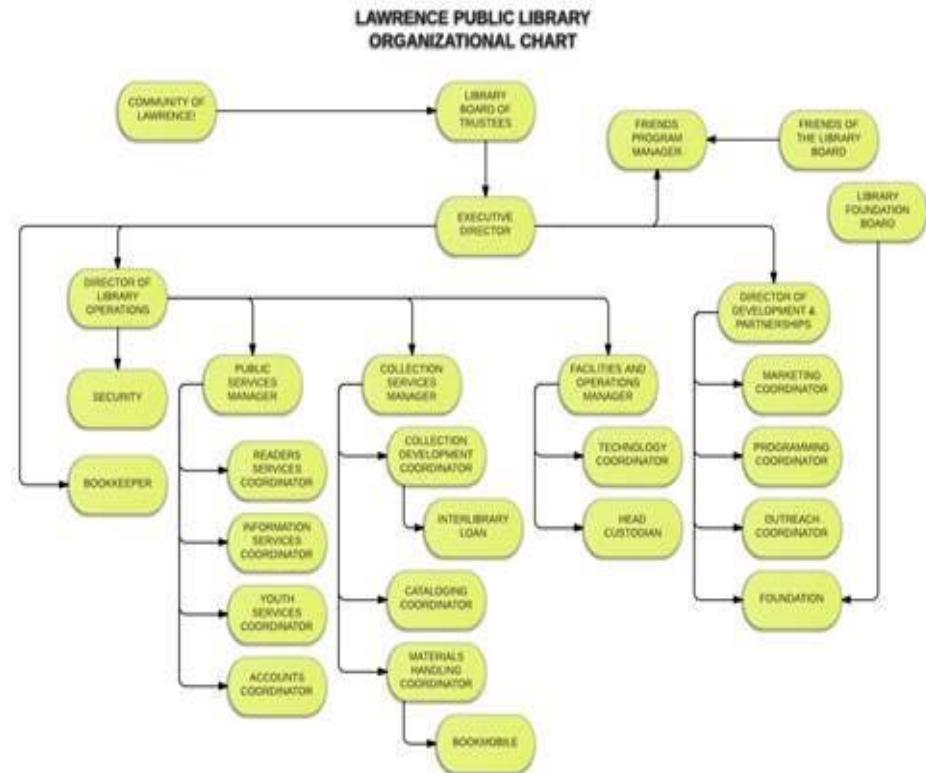 LAWRENCE PUBLIC LIBRARY
ORGANIZATIONAL CHART
COMMUNITY OF
LAWRENCE!
LIBRARY
BOARD OF
TRUSTEES
FRIENDS
PROGRAM
MANAGER
FRIENDS OF
THE LIBRARY
BOARD
EXECUTIVE
DIRECTOR
LIBRARY
FOUNDATION
BOARD
DIRECTOR OF
LIBRARY
OPERATIONS
DIRECTOR OF
DEVELOPMENT &
PARTNERSHIPS
SECURITY
PUBLIC
SERVICES
MANAGER
COLLECTION
SERVICES
MANAGER
FACILITIES AND
OPERATIONS
MANAGER
MARKETING
COORDINATOR
BOOKKEEPER
READERS
SERVICES
COORDINATOR
COLLECTION
DEVELOPMENT
COORDINATOR
TECHNOLOGY
COORDINATOR
PROGRAMMING
COORDINATOR
INFORMATION
SERVICES
COORDINATOR
INTERLIBRARY
LOAN
HEAD
CUSTODIAN
OUTREACH
COORDINATOR
YOUTH
SERVICES
COORDINATOR
CATALOGING
COORDINATOR
FOUNDATION
ACCOUNTS
COORDINATOR
MATERIALS
HANDLING
COORDINATOR
BOOKMOBILE